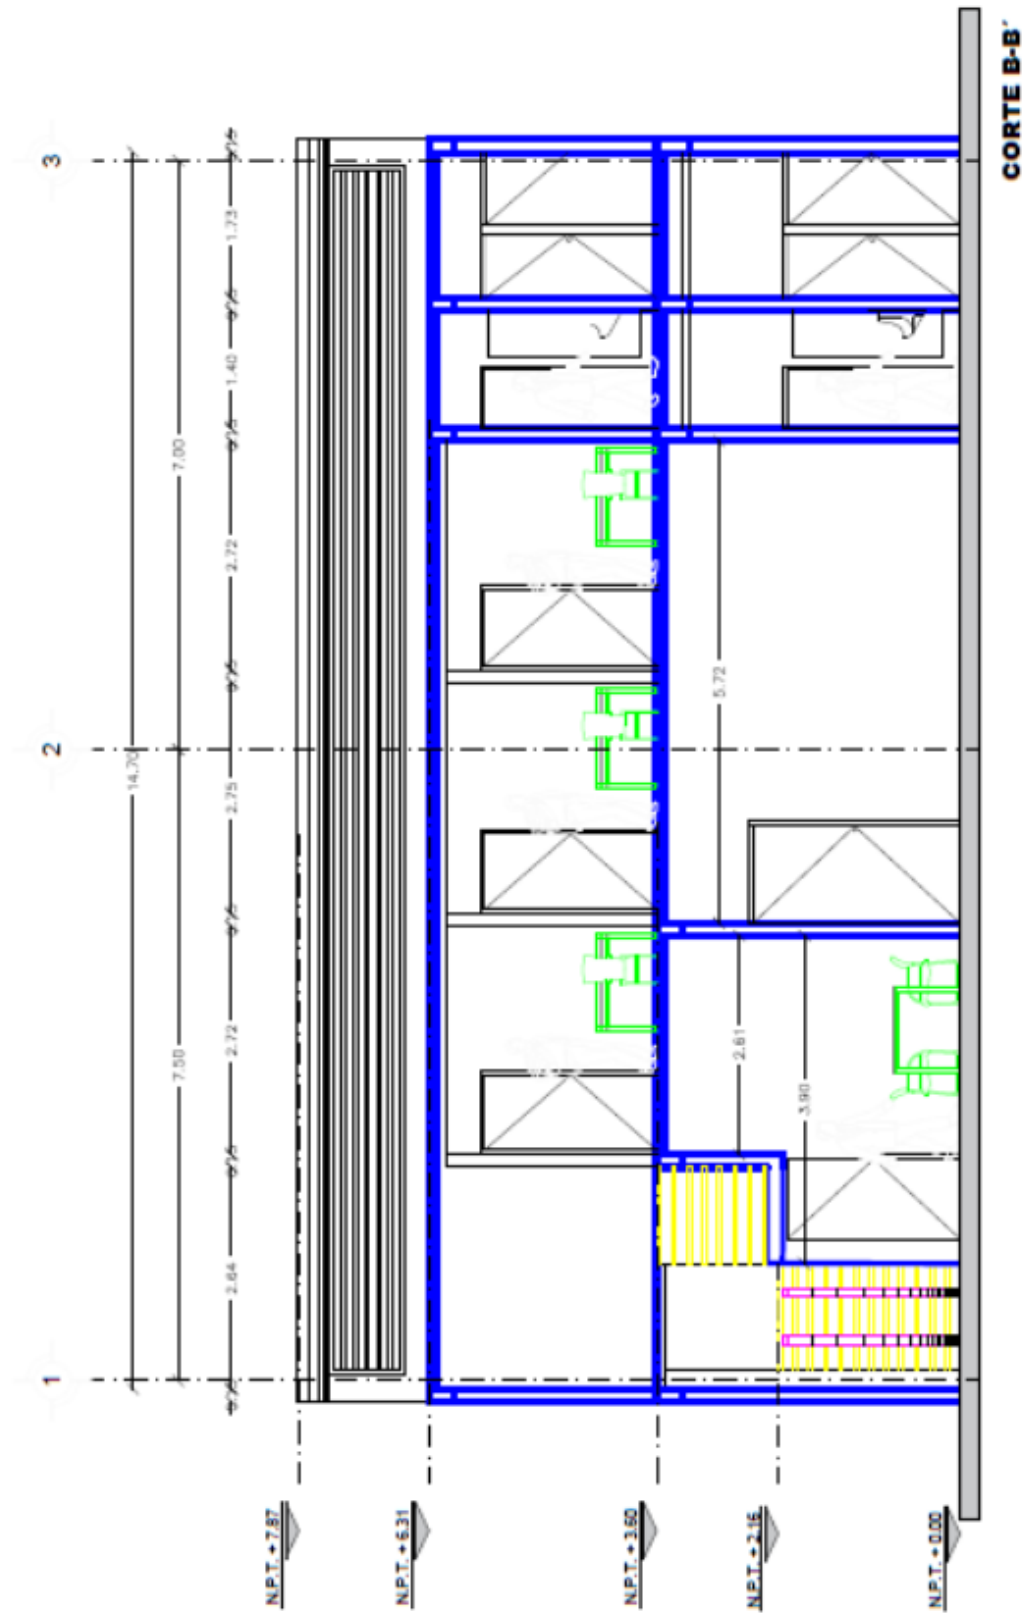 1 2 3
14.70
7.50 7.00
2.64 2.72 2.75 2.72 1.40 1.73
N.P.T. + 7.87
N.P.T. + 6.31
N.P.T. + 3.60
5.72
2.61
N.P.T. + 2.16
3.90
N.P.T. + 0.00
CORTE B-B´